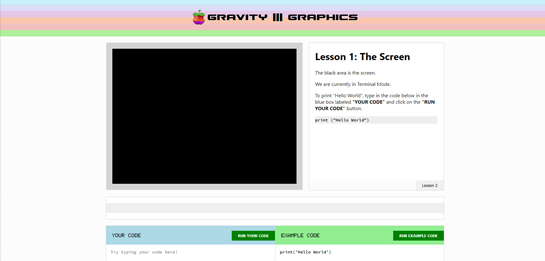 GRAVITY III GRAPHICS
Lesson 1: The Screen
The black area is the screen.
We are currently in Terminal Mode.
To print "Hello World", type in the code below in the
blue box labeled "YOUR CODE" and click on the "RUN
YOUR CODE" button.
print ("Hello World")
Lesson 2
YOUR CODE
RUN YOUR CODE
EXAMPLE CODE
RUN EXAMPLE CODE
Try typing your code here!
print("Hello World")